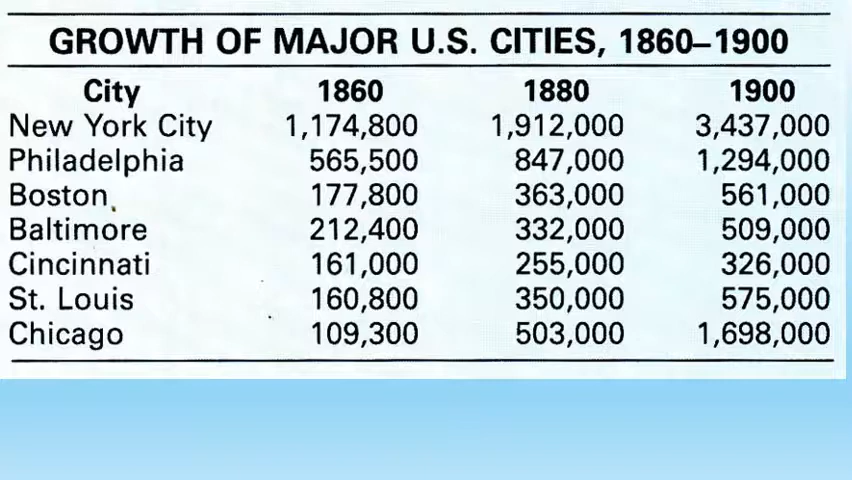 GROWTH OF MAJOR U.S. CITIES, 1860–1900
City 1860 1880 1900
New York City 1,174,800 1,912,000 3,437,000
Philadelphia 565,500 847,000 1,294,000
Boston 177,800 363,000 561,000
Baltimore 212,400 332,000 509,000
Cincinnati 161,000 255,000 326,000
St. Louis 160,800 350,000 575,000
Chicago 109,300 503,000 1,698,000